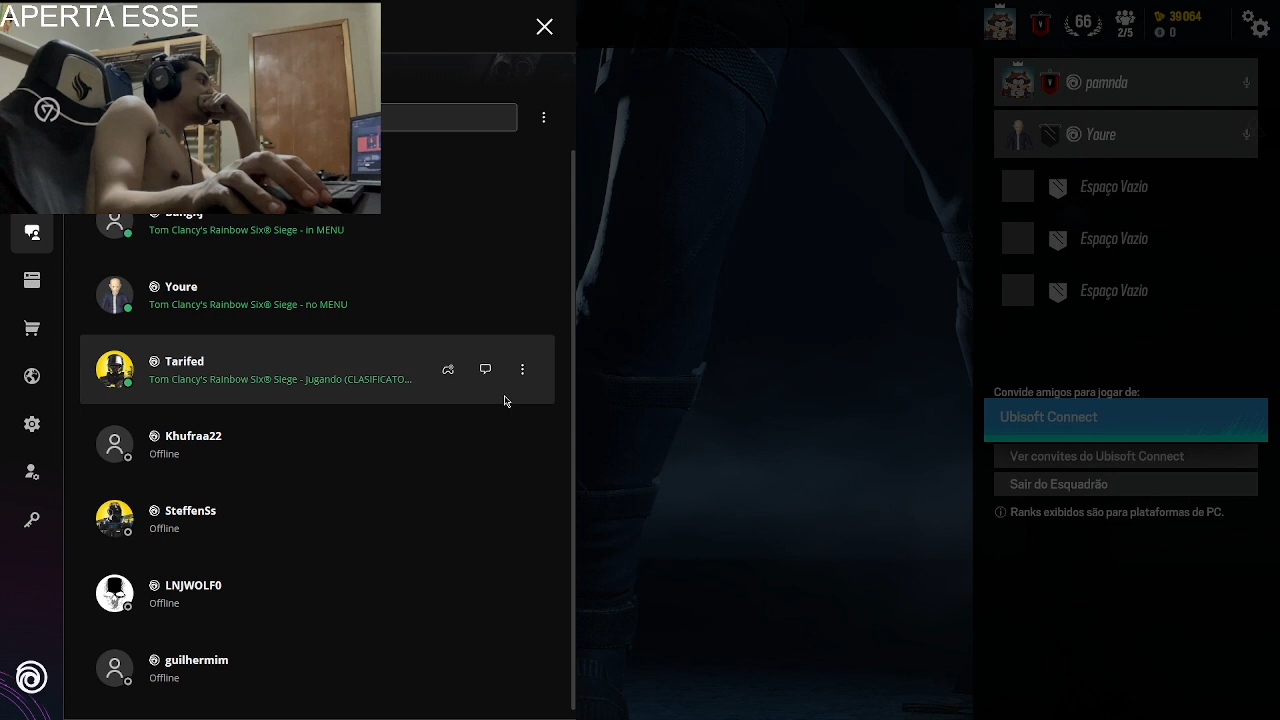 APERTA ESSE
Tom Clancy's Rainbow Six® Siege - in MENU
Youre
Tom Clancy's Rainbow Six® Siege - no MENU
Tarifed
Tom Clancy's Rainbow Six® Siege - Jugando (CLASIFICATO...
Khufraa22
Offline
SteffenSs
Offline
LNJWOLF0
Offline
guilhermim
Offline
66
2/5
39 064
0
pamnda
Youre
Espaço Vazio
Espaço Vazio
Espaço Vazio
Convide amigos para jogar de:
Ubisoft Connect
Ver convites do Ubisoft Connect
Sair do Esquadrão
Ranks exibidos são para plataformas de PC.